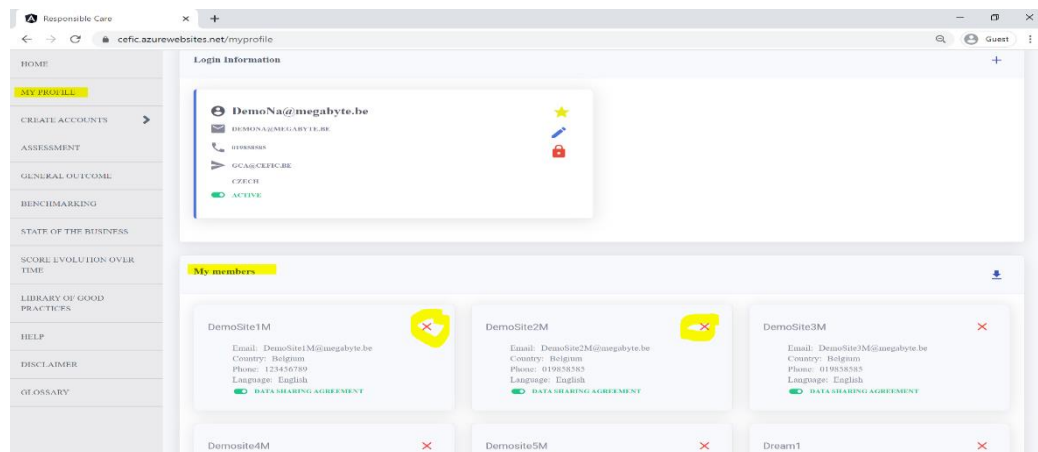 Responsible Care
cefic.azurewebsites.net/myprofile
Guest
HOME
MY PROFILE
CREATE ACCOUNTS
ASSESSMENT
GENERAL OUTCOME
BENCHMARKING
STATE OF THE BUSINESS
SCORE EVOLUTION OVER
TIME
LIBRARY OF GOOD
PRACTICES
HELP
DISCLAIMER
GLOSSARY
Login Information
DemoNa@megabyte.be
DEMONA@MEGABYTE.BE
019858585
GCA@CEFIC.BE
CZECH
ACTIVE
My members
DemoSite1M
Email: DemoSite1M@megabyte.be
Country: Belgium
Phone: 123456789
Language: English
DATA SHARING AGREEMENT
DemoSite2M
Email: DemoSite2M@megabyte.be
Country: Belgium
Phone: 019858585
Language: English
DATA SHARING AGREEMENT
DemoSite3M
Email: DemoSite3M@megabyte.be
Country: Belgium
Phone: 019858585
Language: English
DATA SHARING AGREEMENT
Demosite4M
Demosite5M
Dream1